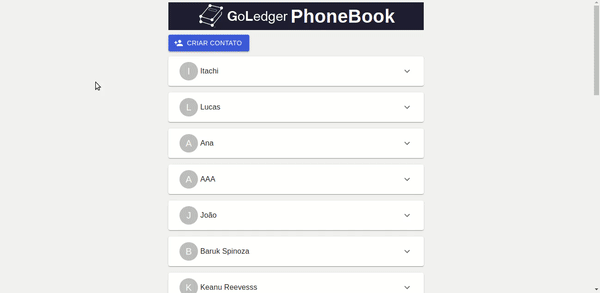 GoLedger PhoneBook
CRIAR CONTATO
I Itachi
L Lucas
A Ana
A AAA
J João
B Baruk Spinoza
K Keanu Reevesss